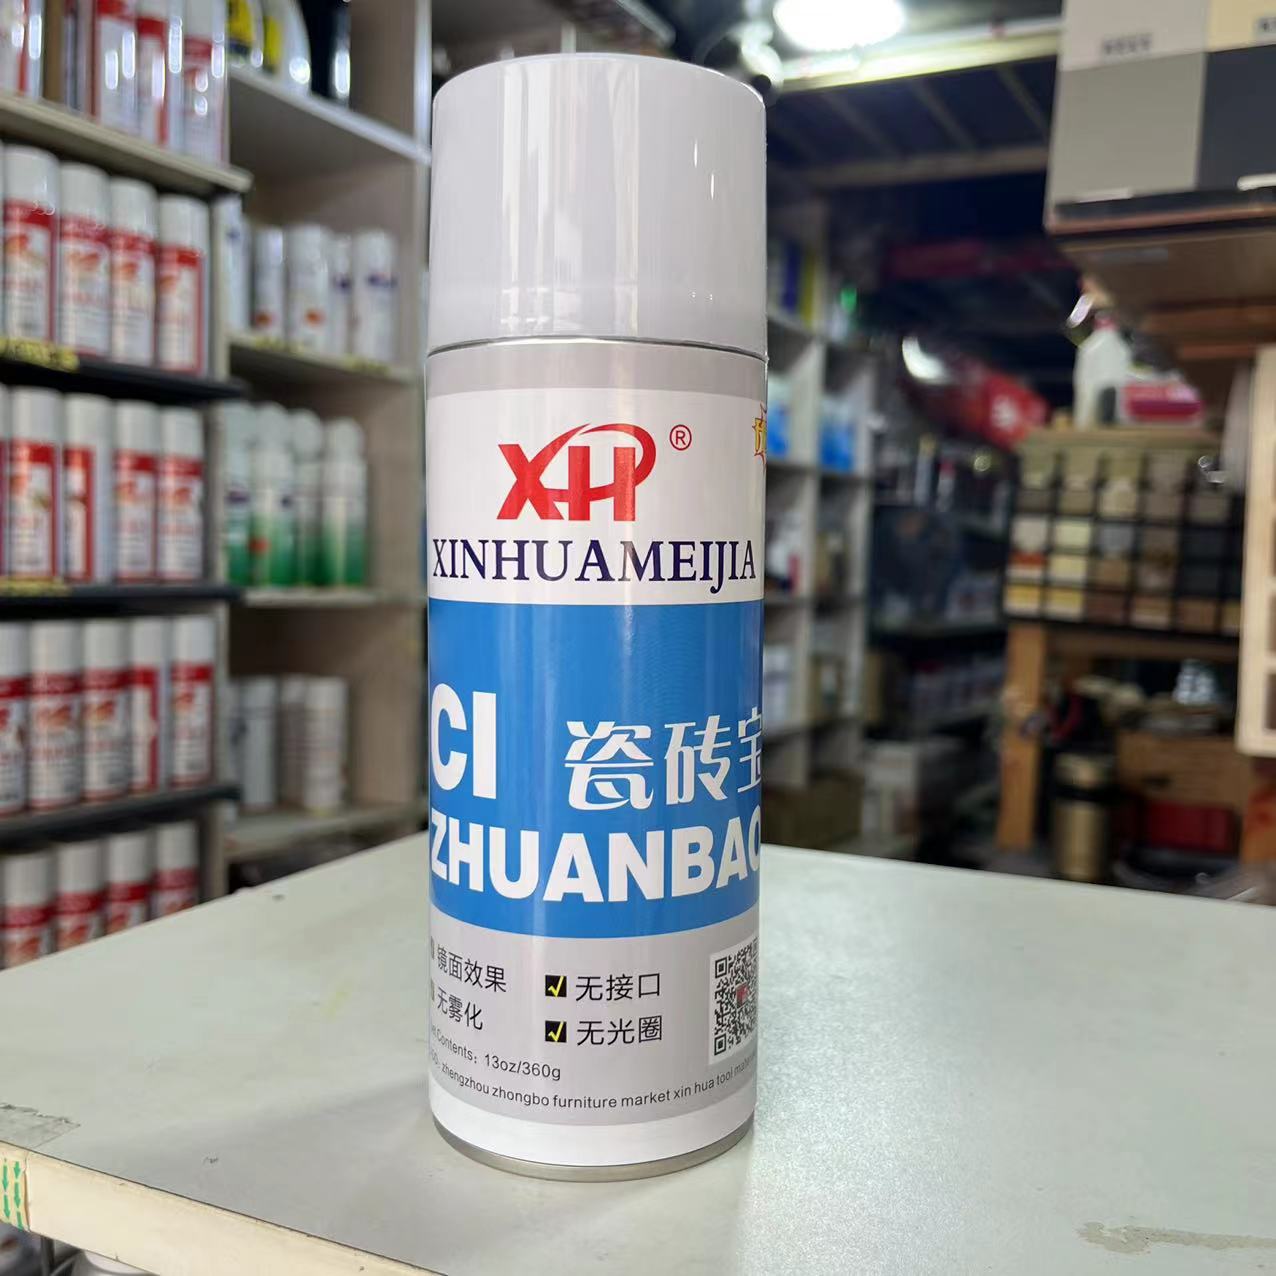 XH®
XINHUAMEIJIA
CI
瓷砖宝
ZHUANBAO
镜面效果
无接口
无雾化
无光圈
Contents: 13oz/360g
zhengzhou zhongbo furniture market xin hua tool